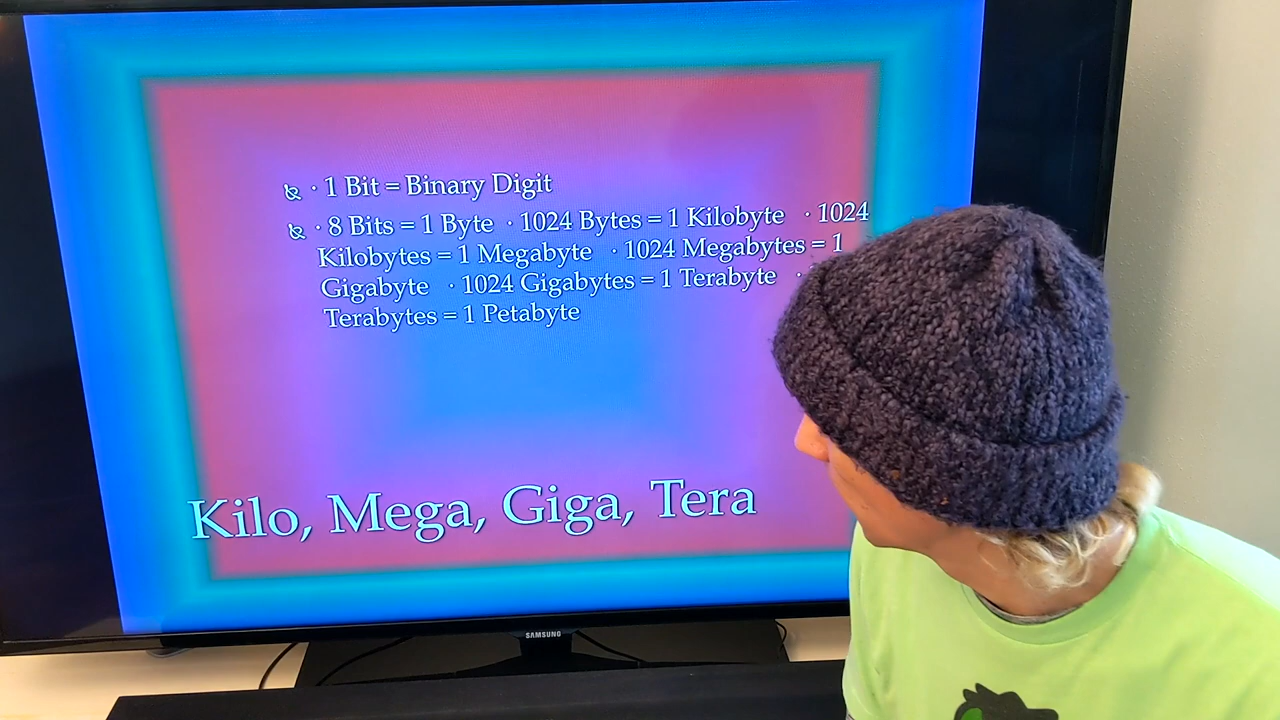 · 1 Bit = Binary Digit
· 8 Bits = 1 Byte · 1024 Bytes = 1 Kilobyte · 1024
Kilobytes = 1 Megabyte · 1024 Megabytes = 1
Gigabyte · 1024 Gigabytes = 1 Terabyte ·
Terabytes = 1 Petabyte
Kilo, Mega, Giga, Tera
SAMSUNG